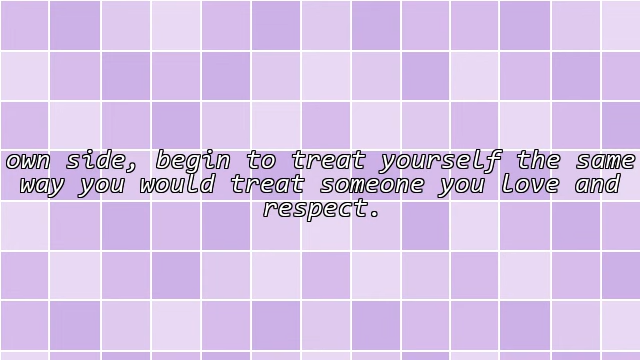 own side, begin to treat yourself the same
way you would treat someone you love and
respect.